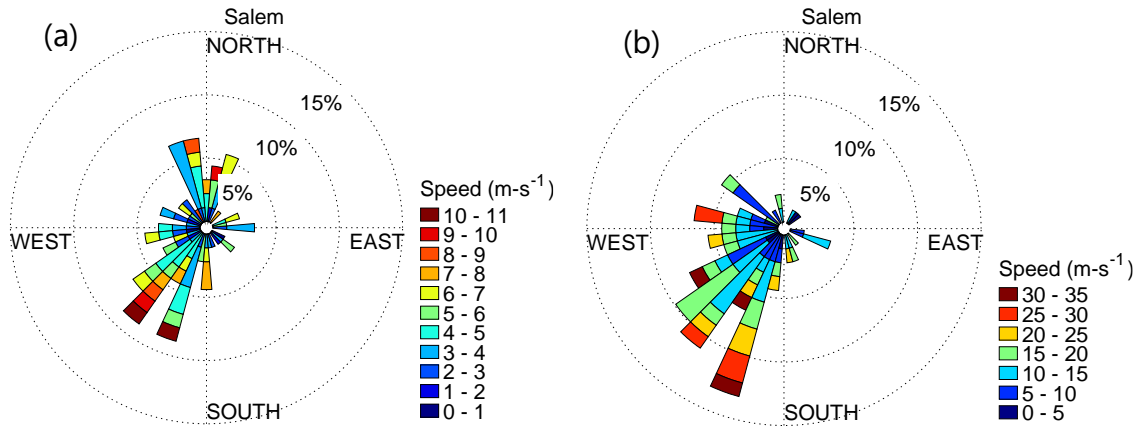 (a)
Salem
NORTH
15%
10%
5%
WEST
EAST
SOUTH
Speed (m-s⁻¹)
10 - 11
9 - 10
8 - 9
7 - 8
6 - 7
5 - 6
4 - 5
3 - 4
2 - 3
1 - 2
0 - 1
(b)
Salem
NORTH
15%
10%
5%
WEST
EAST
SOUTH
Speed (m-s⁻¹)
30 - 35
25 - 30
20 - 25
15 - 20
10 - 15
5 - 10
0 - 5